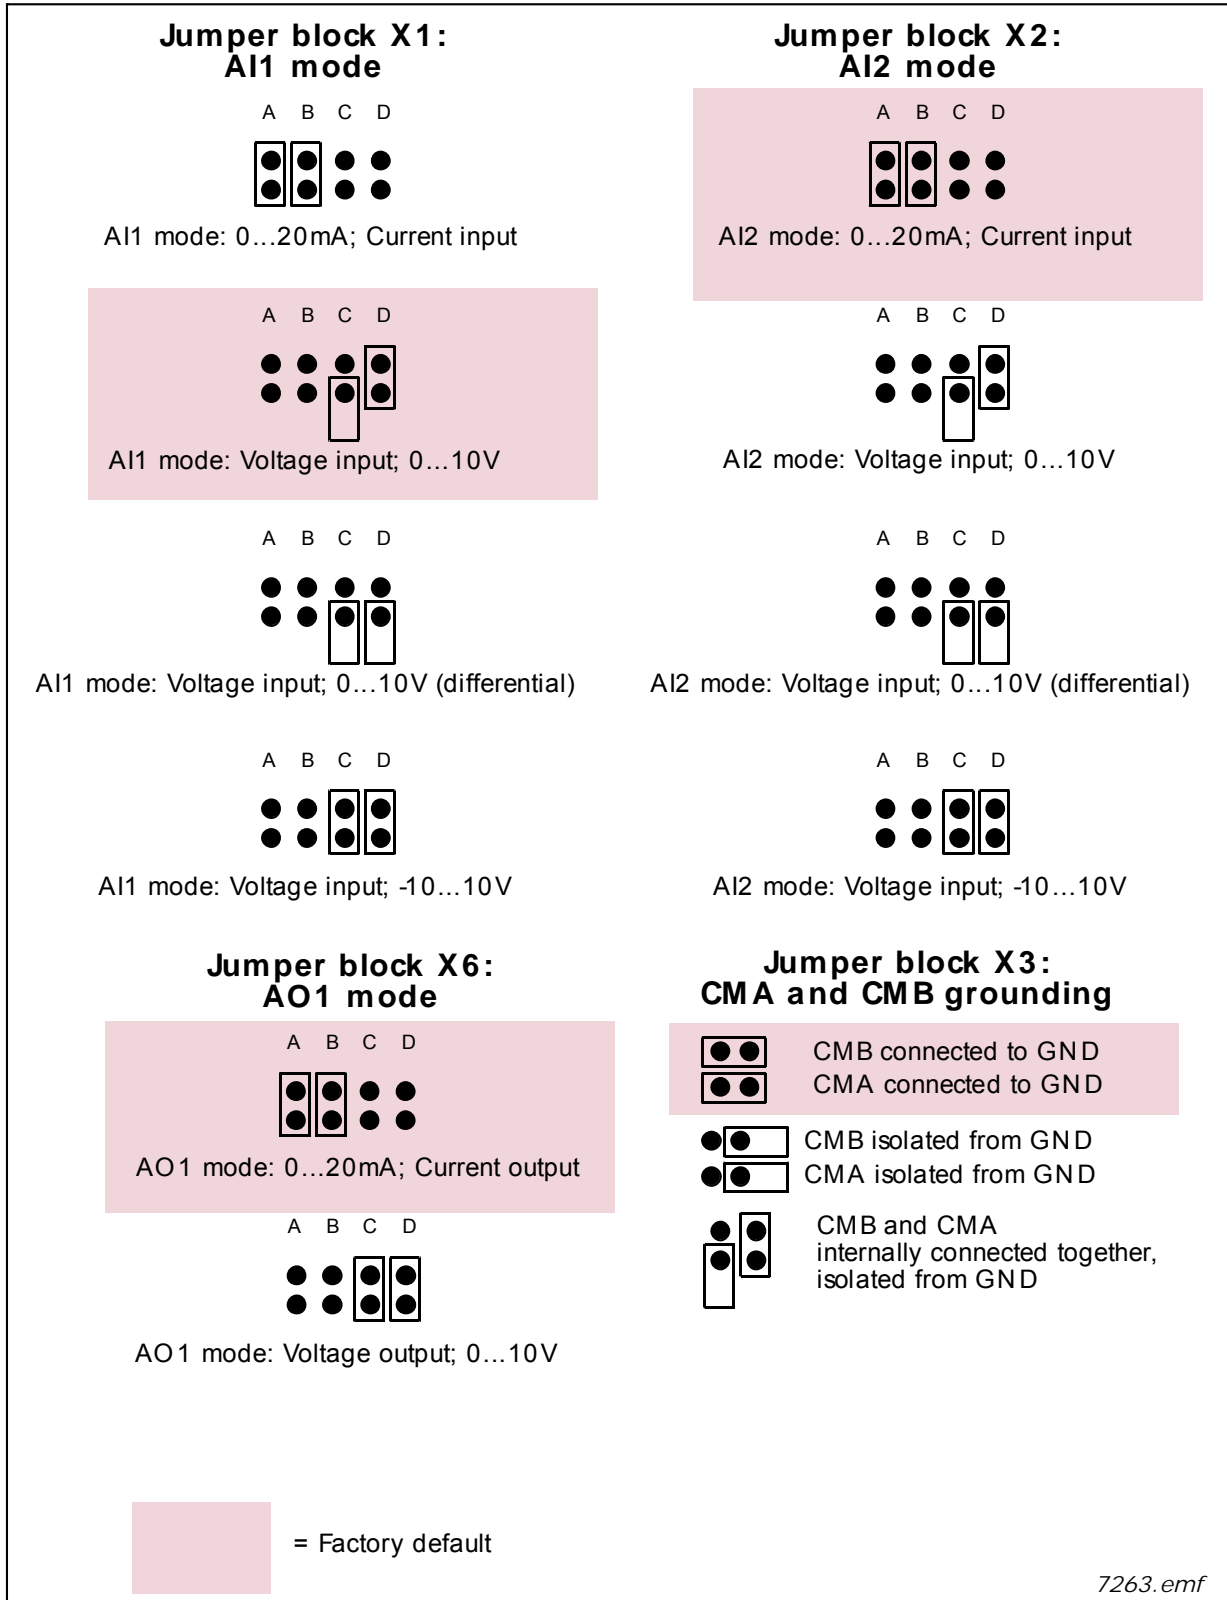 Jumper block X1:
AI1 mode
A B C D
AI1 mode: 0...20mA; Current input
A B C D
AI1 mode: Voltage input; 0...10V
A B C D
AI1 mode: Voltage input; 0...10V (differential)
A B C D
AI1 mode: Voltage input; -10...10V
Jumper block X2:
AI2 mode
A B C D
AI2 mode: 0...20mA; Current input
A B C D
AI2 mode: Voltage input; 0...10V
A B C D
AI2 mode: Voltage input; 0...10V (differential)
A B C D
AI2 mode: Voltage input; -10...10V
Jumper block X6:
AO1 mode
A B C D
AO1 mode: 0...20mA; Current output
A B C D
AO1 mode: Voltage output; 0...10V
Jumper block X3:
CMA and CMB grounding
CMB connected to GND
CMA connected to GND
CMB isolated from GND
CMA isolated from GND
CMB and CMA
internally connected together,
isolated from GND
= Factory default
7263.emf